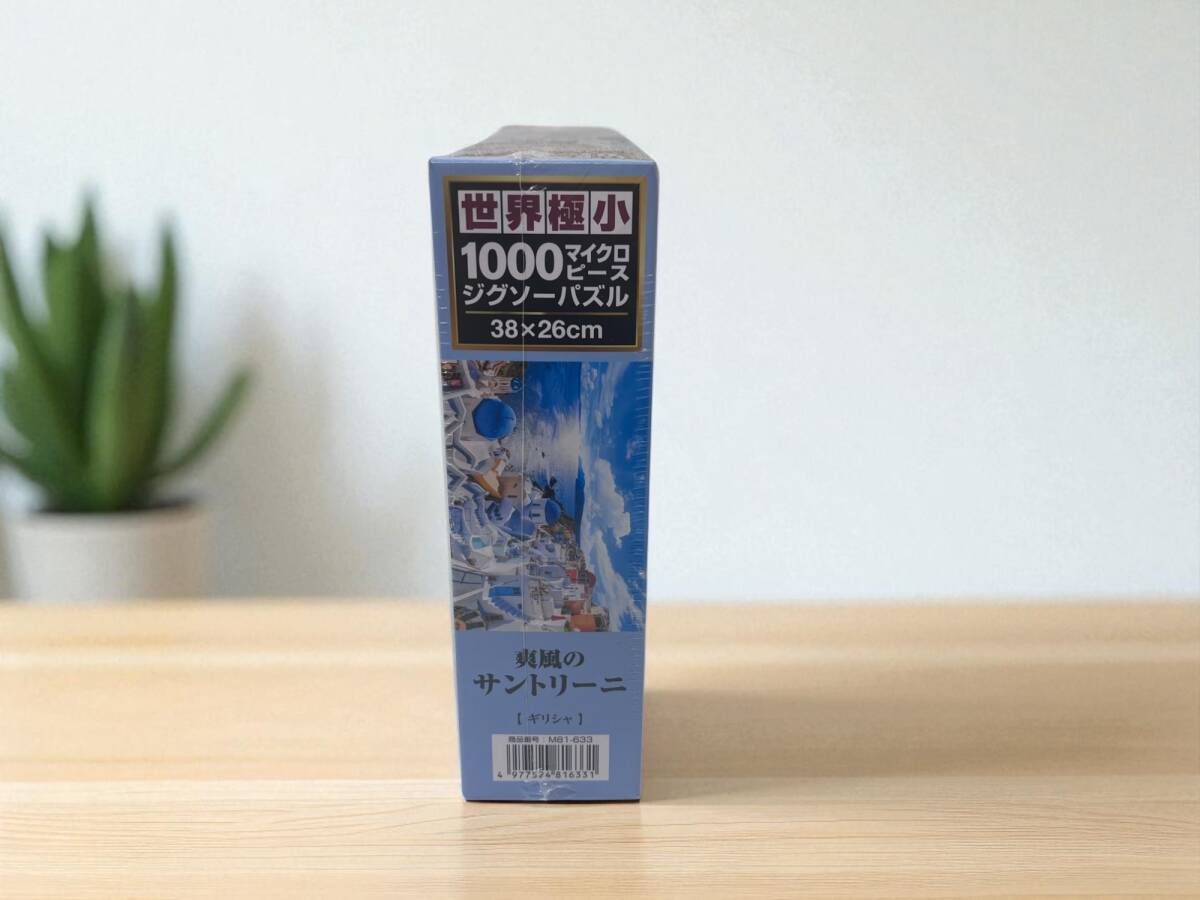 世界極小
1000マイクロピース
ジグソーパズル
38×26cm
爽風の
サントリーニ
【ギリシャ】
商品番号：M81-633
4 977524 816331